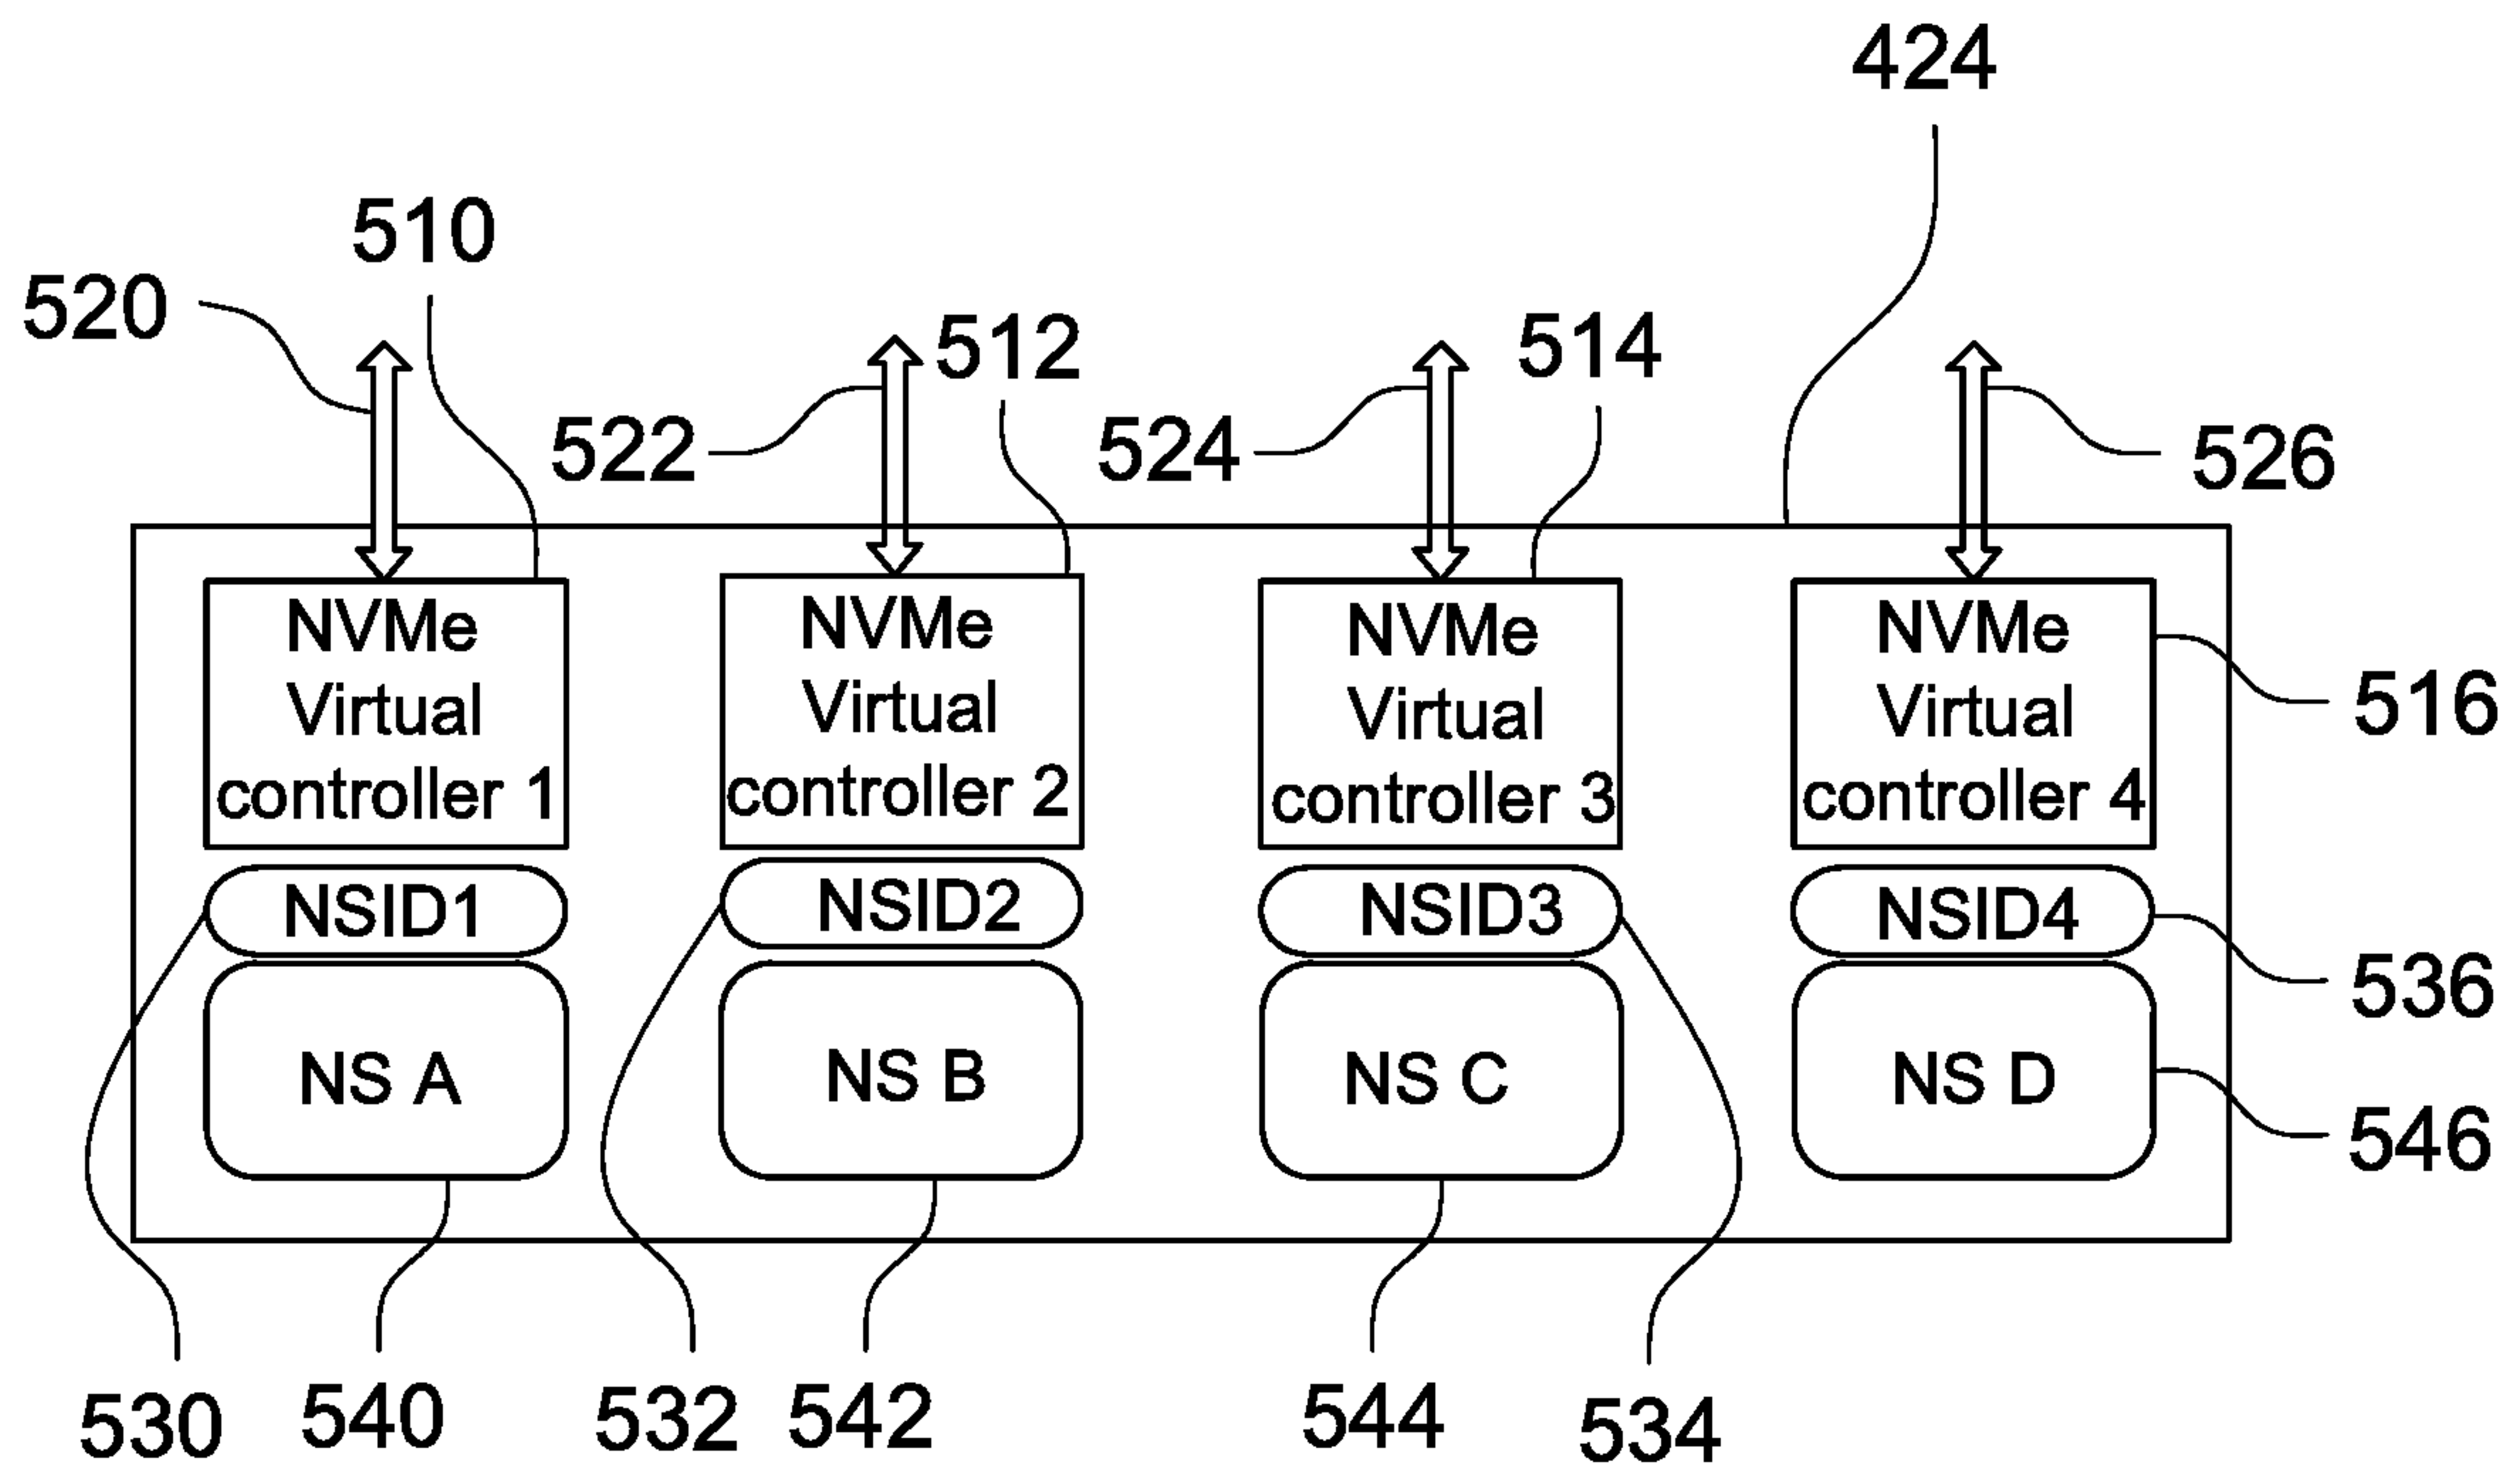 424
510
520
512
514
522
524
526
NVMe
Virtual
controller 1
NVMe
Virtual
controller 2
NVMe
Virtual
controller 3
NVMe
Virtual
controller 4
516
NSID1
NSID2
NSID3
NSID4
536
NS A
NS B
NS C
NS D
546
530
540
532
542
544
534